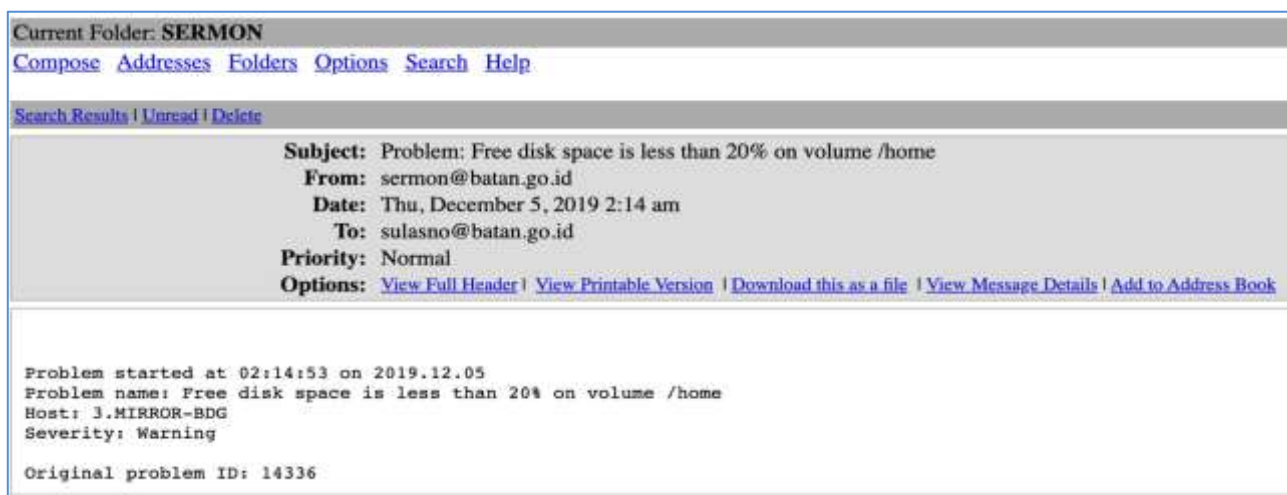 Current Folder: SERMON
Compose Addresses Folders Options Search Help
Search Results | Unread | Delete
Subject: Problem: Free disk space is less than 20% on volume /home
From: sermon@batan.go.id
Date: Thu, December 5, 2019 2:14 am
To: sulasno@batan.go.id
Priority: Normal
Options: View Full Header | View Printable Version | Download this as a file | View Message Details | Add to Address Book
Problem started at 02:14:53 on 2019.12.05
Problem name: Free disk space is less than 20% on volume /home
Host: 3.MIRROR-BDG
Severity: Warning
Original problem ID: 14336